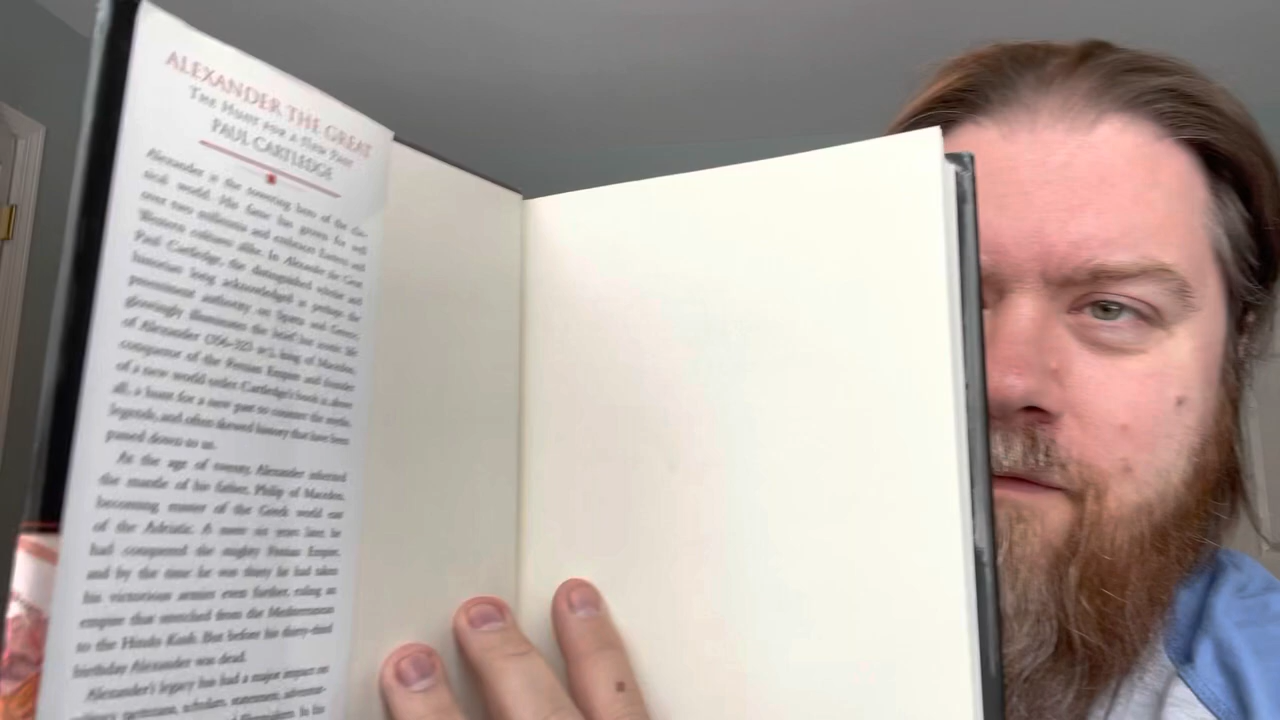 ALEXANDER THE GREAT
THE HUNT FOR A NEW PAST
PAUL CARTLEDGE
Alexander is the towering hero of the clas-
sical world. His fame has grown for well
over two millennia and embraces Eastern and
Western cultures alike. In Alexander the Great
Paul Cartledge, the distinguished scholar and
historian long acknowledged as perhaps the
preeminent authority on Sparta and Greece,
glowingly illuminates the brief but iconic life
of Alexander (356–323 BC), king of Macedon,
conqueror of the Persian Empire and founder
of a new world order. Cartledge's book is, above
all, a hunt for a new past to counter the myths,
legends, and often skewed history that have been
passed down to us.
As the age of twenty, Alexander inherited
the mantle of his father, Philip of Macedon,
becoming master of the Greek world east
of the Adriatic. A mere six years later, he
had conquered the mighty Persian Empire,
and by the time he was thirty he had taken
his victorious armies even further, ruling an
empire that stretched from the Mediterranean
to the Hindu Kush. But before his thirty-third
birthday Alexander was dead.
Alexander's legacy has had a major impact on
scholars, statesmen, adventur-